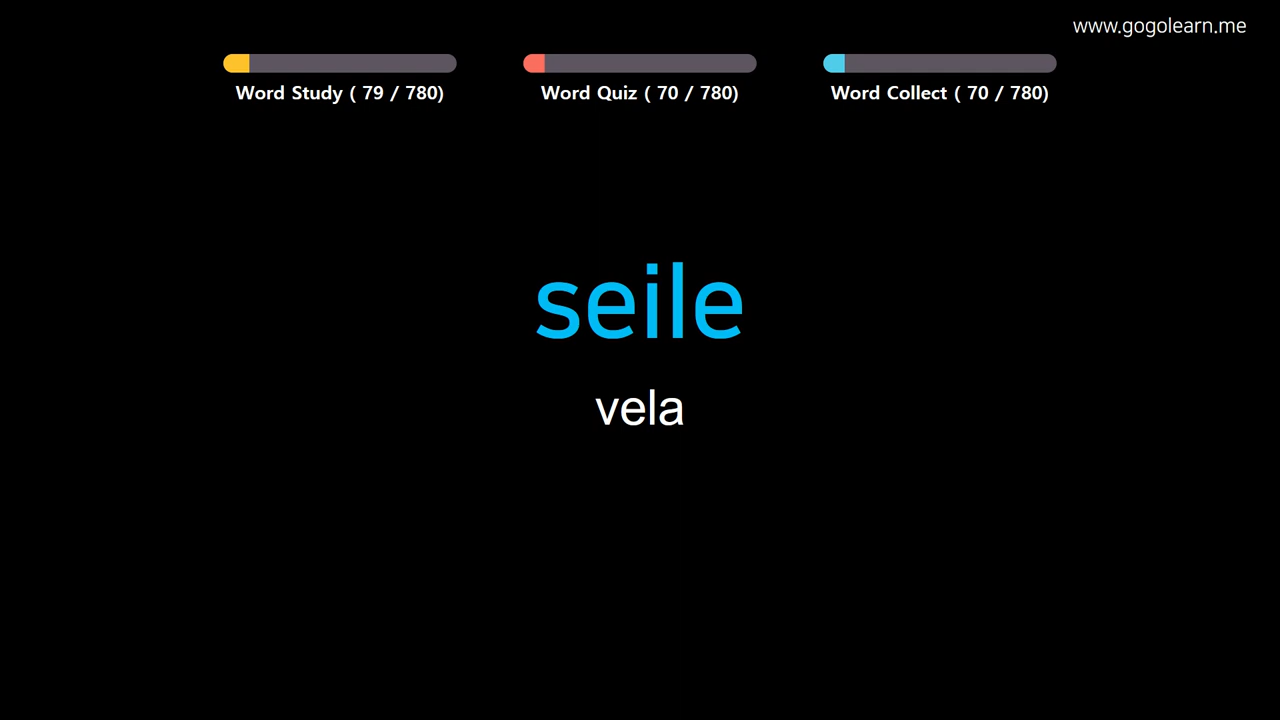 www.gogolearn.me
Word Study ( 79 / 780)
Word Quiz ( 70 / 780)
Word Collect ( 70 / 780)
seile
vela